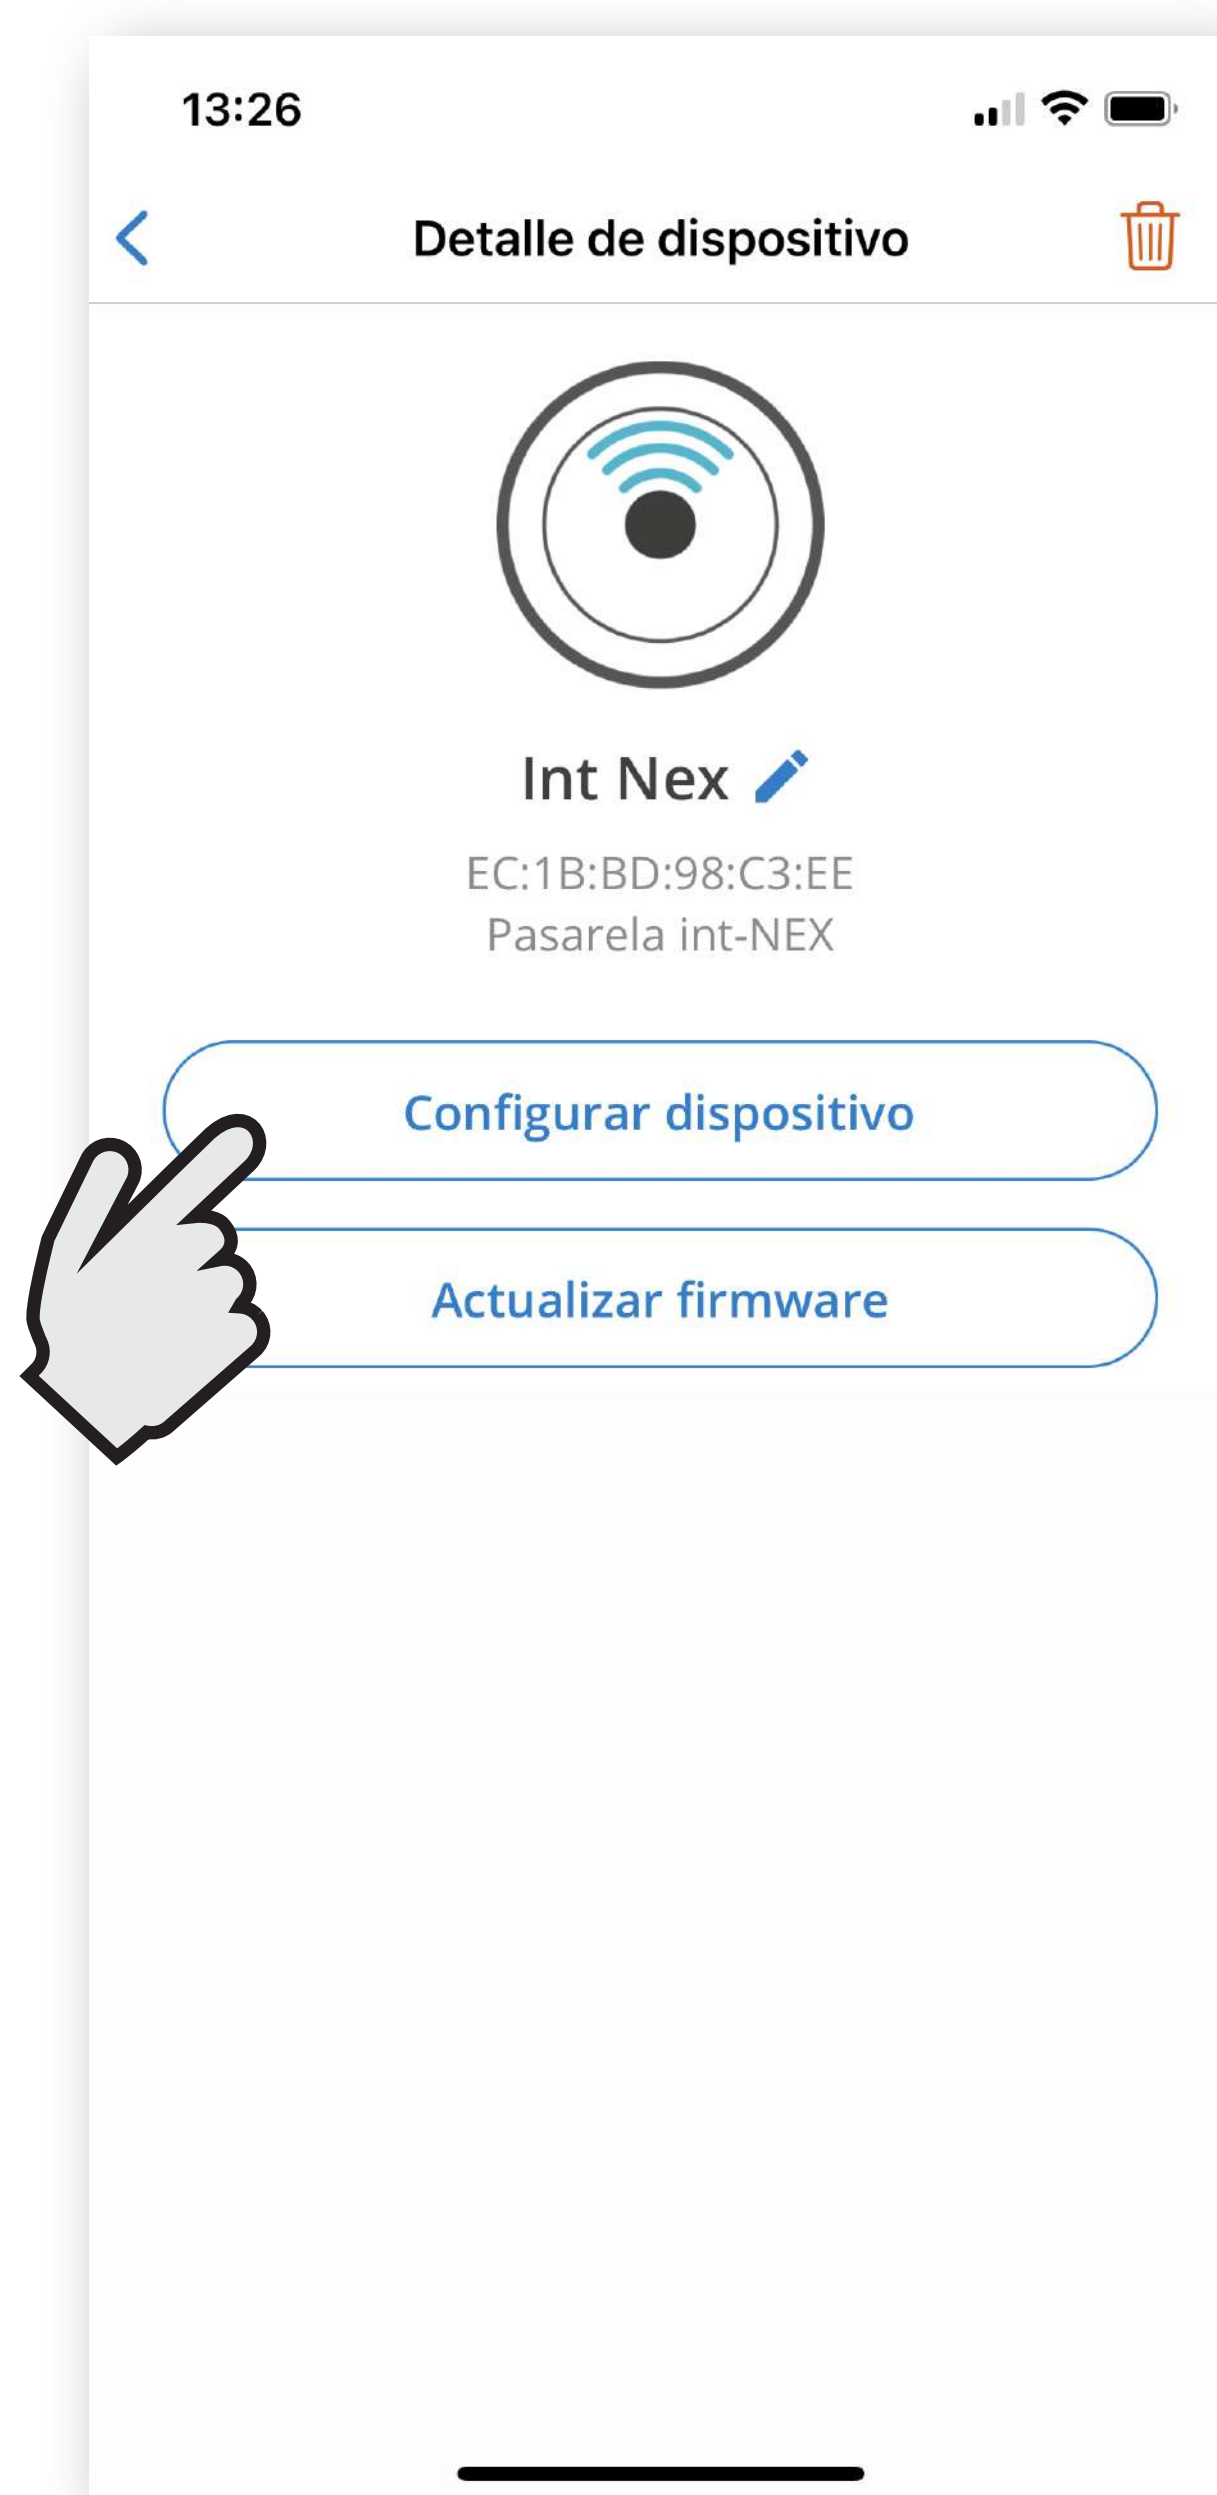 13:26
Detalle de dispositivo
Int Nex
EC:1B:BD:98:C3:EE
Pasarela int-NEX
Configurar dispositivo
Actualizar firmware